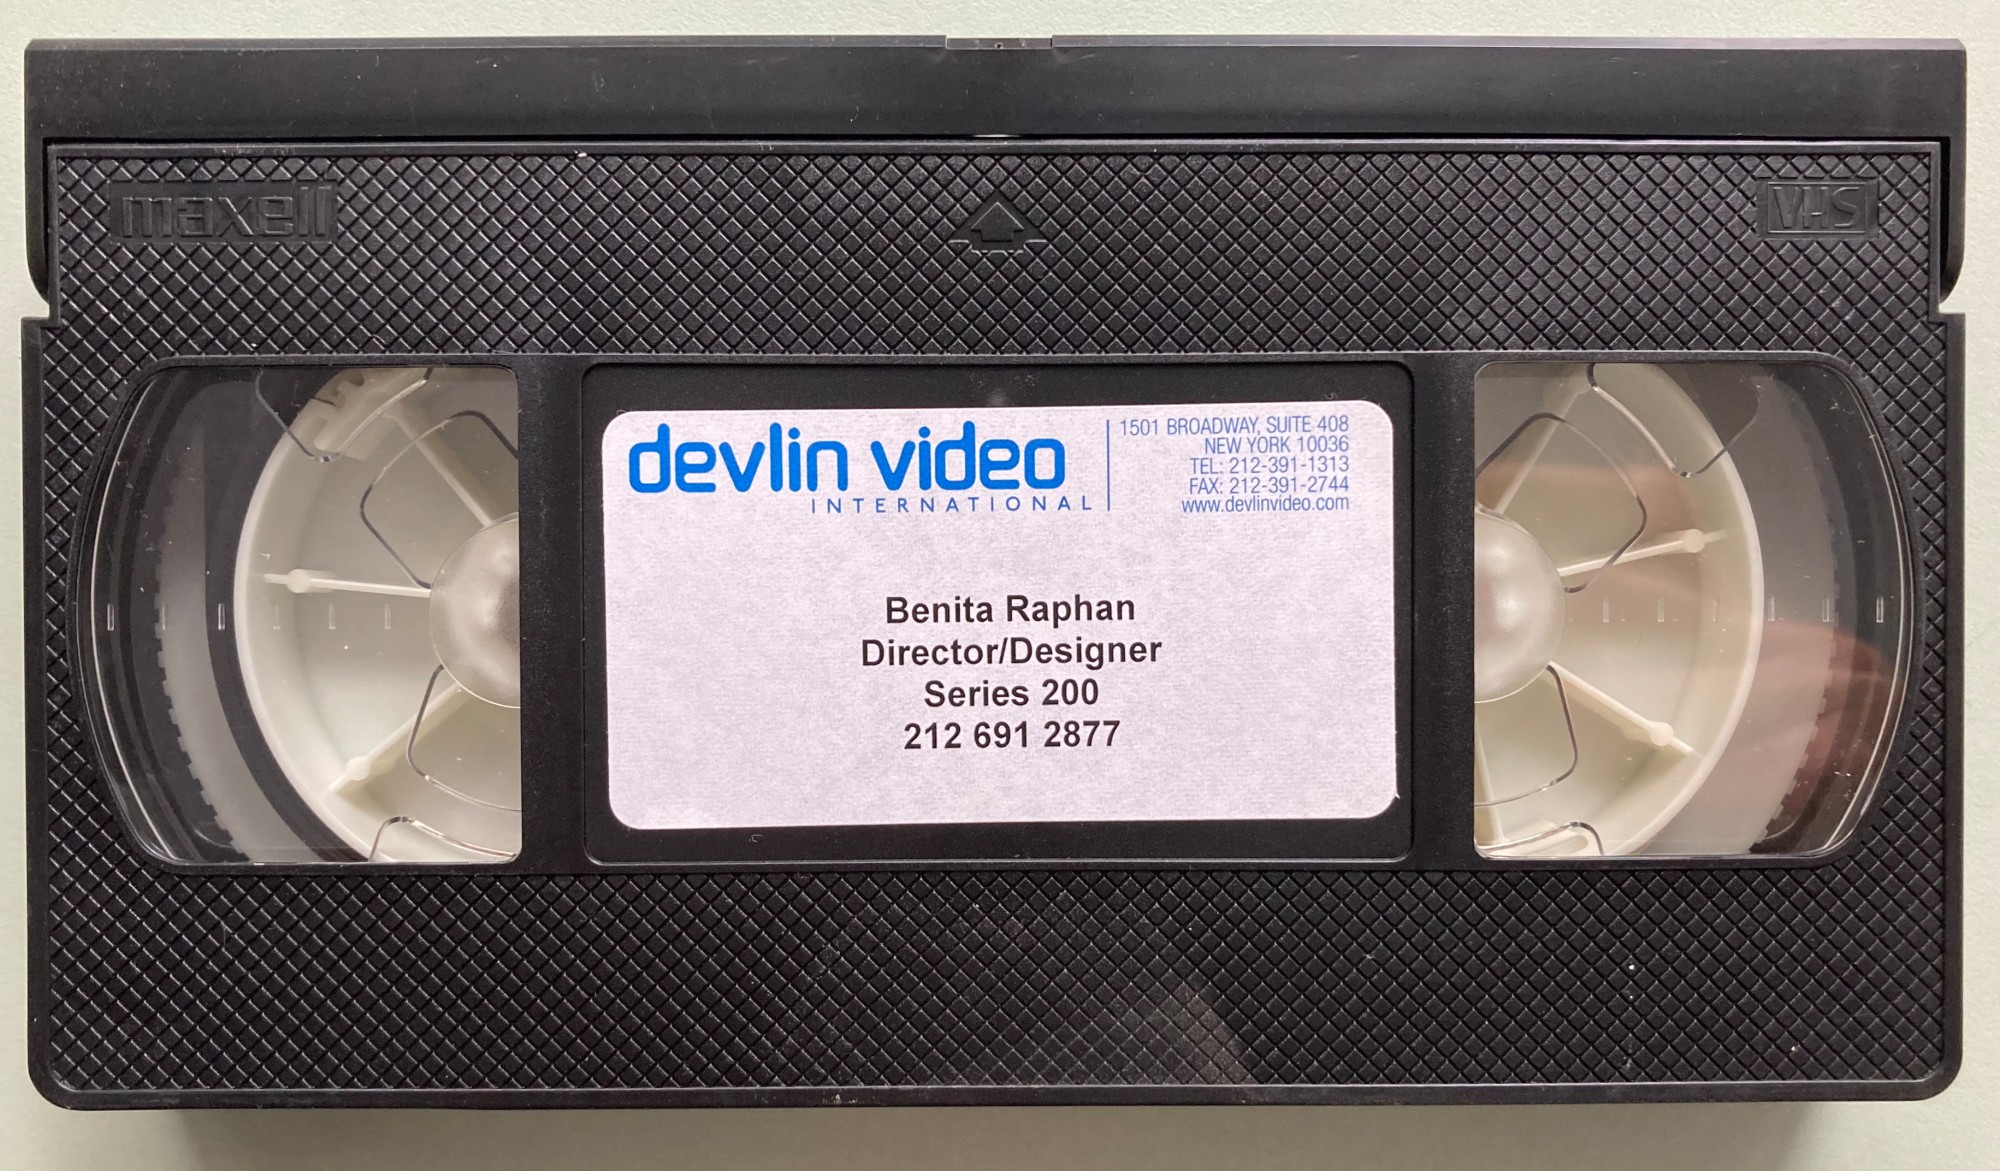 maxell
VHS
devlin video
INTERNATIONAL
1501 BROADWAY, SUITE 408
NEW YORK 10036
TEL: 212-391-1313
FAX: 212-391-2744
www.devlinvideo.com
Benita Raphan
Director/Designer
Series 200
212 691 2877